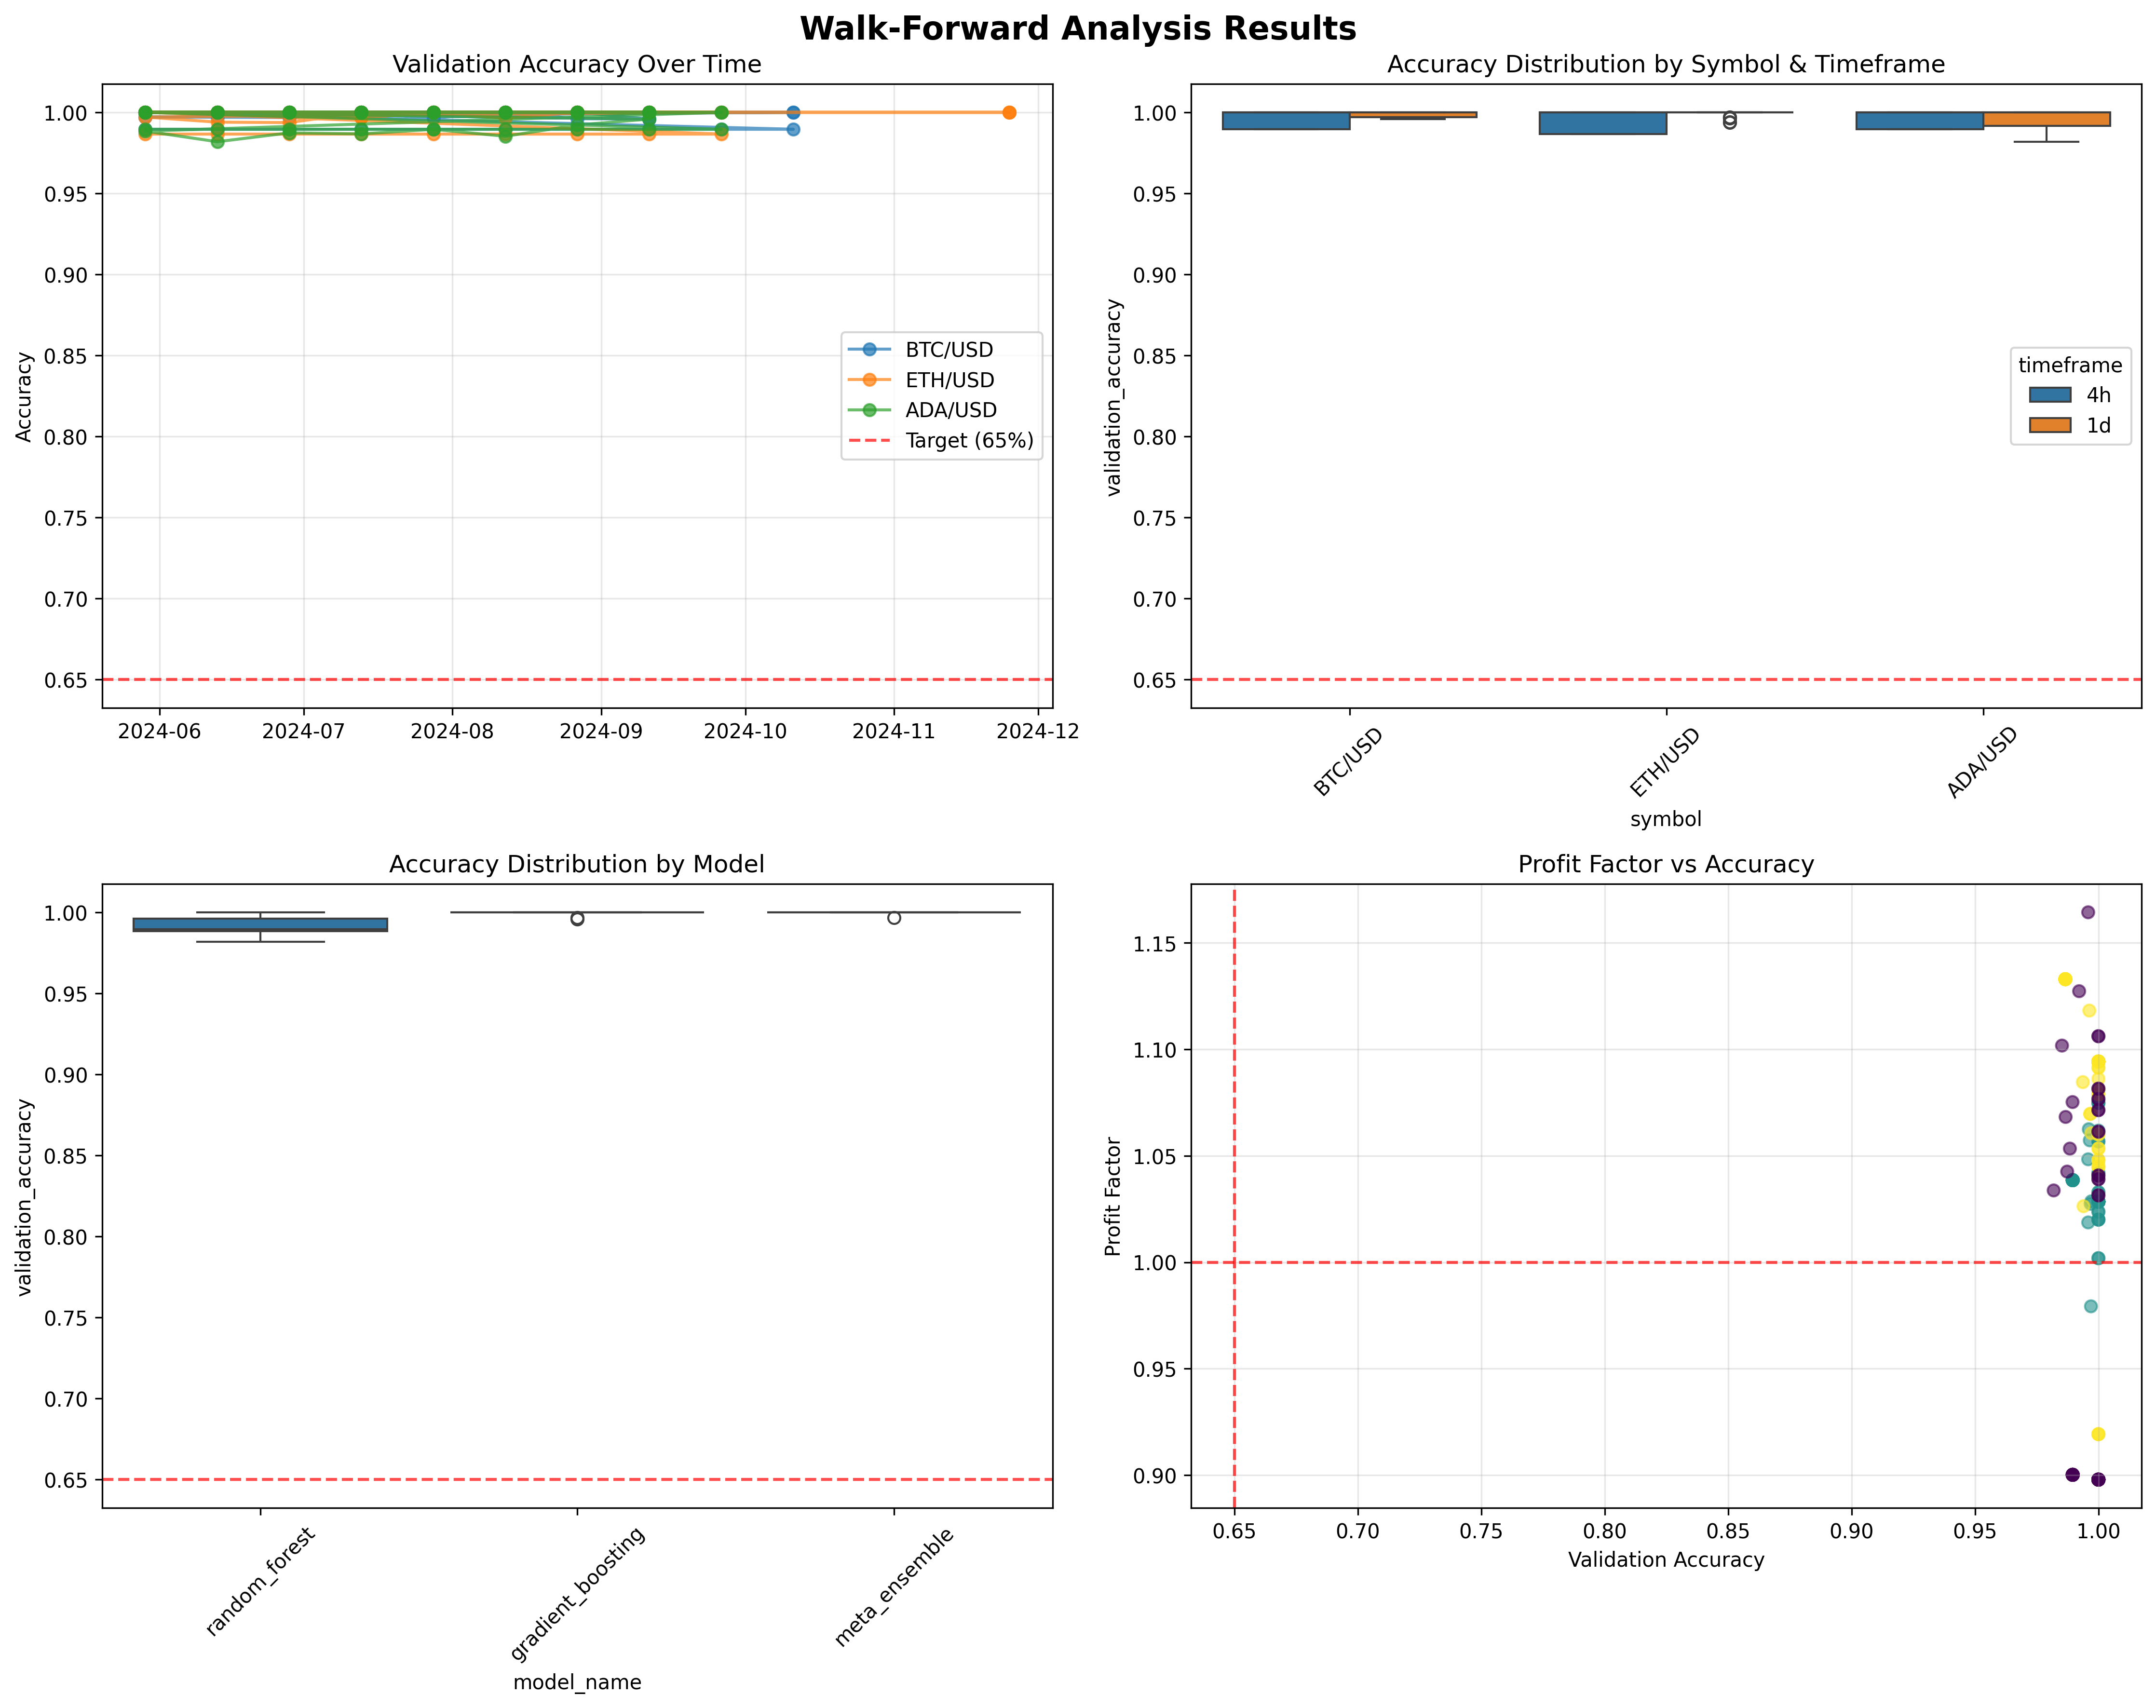 Walk-Forward Analysis Results
Validation Accuracy Over Time
Accuracy
1.00
0.95
0.90
0.85
0.80
0.75
0.70
0.65
BTC/USD
ETH/USD
ADA/USD
Target (65%)
2024-06
2024-07
2024-08
2024-09
2024-10
2024-11
2024-12
Accuracy Distribution by Symbol & Timeframe
validation_accuracy
1.00
0.95
0.90
0.85
0.80
0.75
0.70
0.65
timeframe
4h
1d
BTC/USD
ETH/USD
ADA/USD
symbol
Accuracy Distribution by Model
validation_accuracy
1.00
0.95
0.90
0.85
0.80
0.75
0.70
0.65
random_forest
gradient_boosting
meta_ensemble
model_name
Profit Factor vs Accuracy
Profit Factor
1.15
1.10
1.05
1.00
0.95
0.90
0.65
0.70
0.75
0.80
0.85
0.90
0.95
1.00
Validation Accuracy